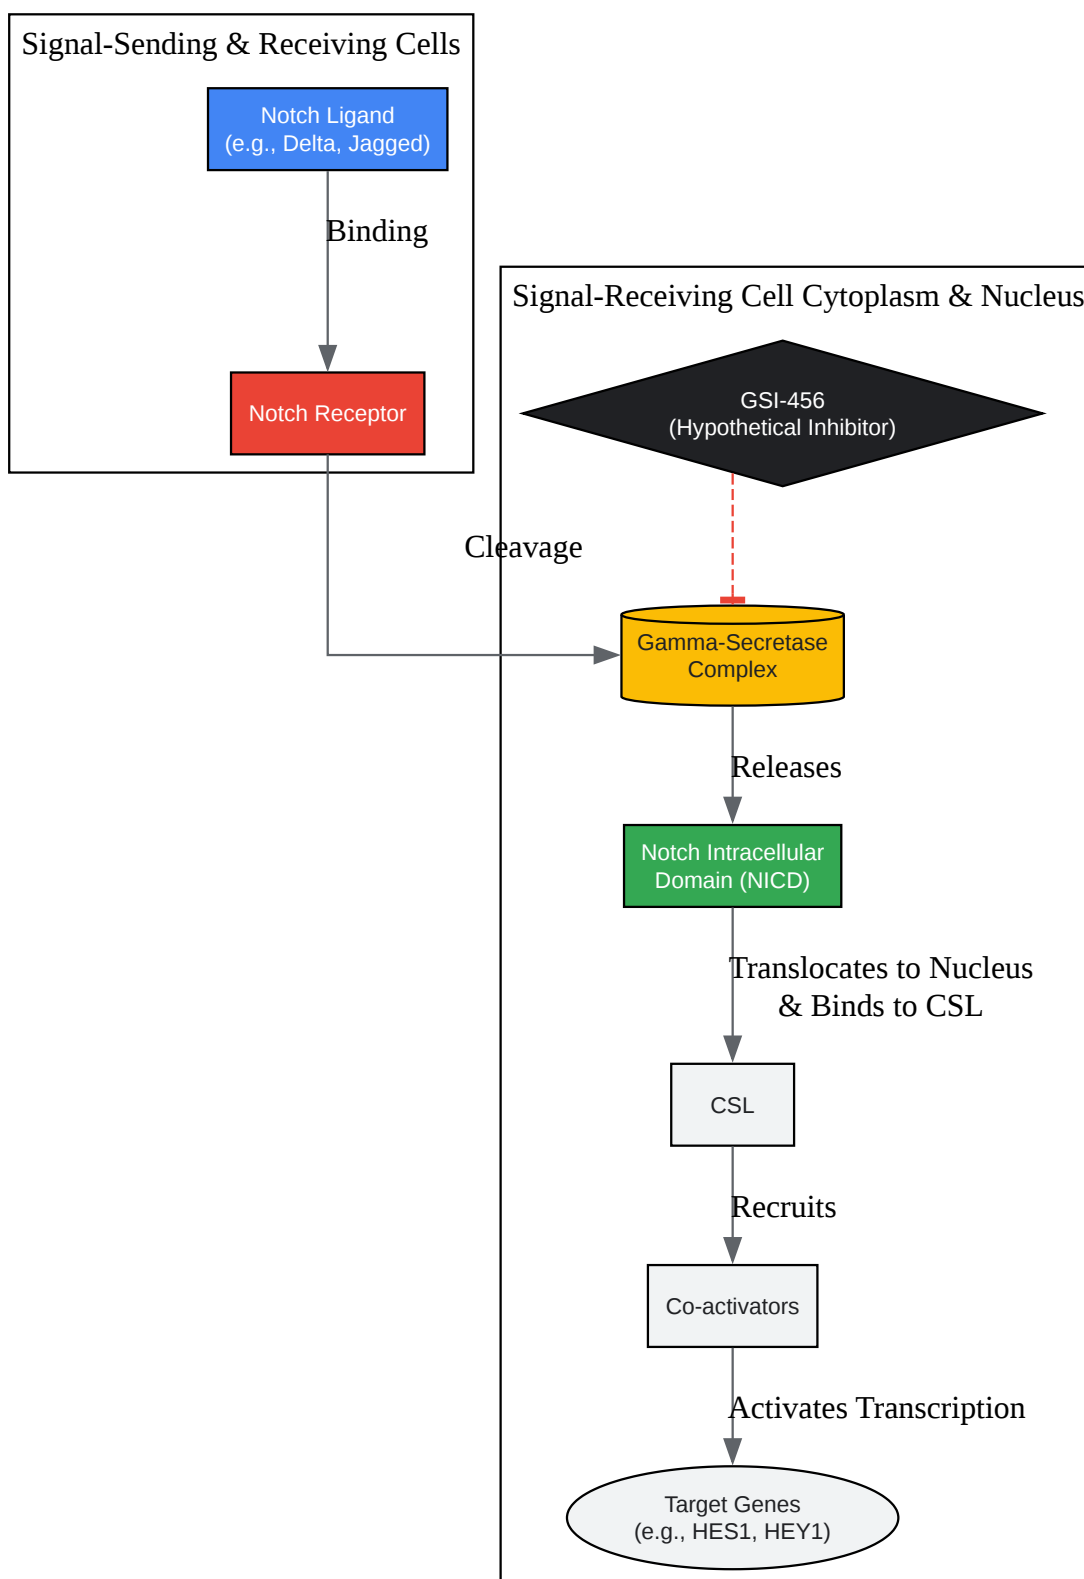 Signal-Sending & Receiving Cells
Notch Ligand
(e.g., Delta, Jagged)
Binding
Notch Receptor
Signal-Receiving Cell Cytoplasm & Nucleus
GSI-456
(Hypothetical Inhibitor)
Cleavage
Gamma-Secretase
Complex
Releases
Notch Intracellular
Domain (NICD)
Translocates to Nucleus
& Binds to CSL
CSL
Recruits
Co-activators
Activates Transcription
Target Genes
(e.g., HES1, HEY1)